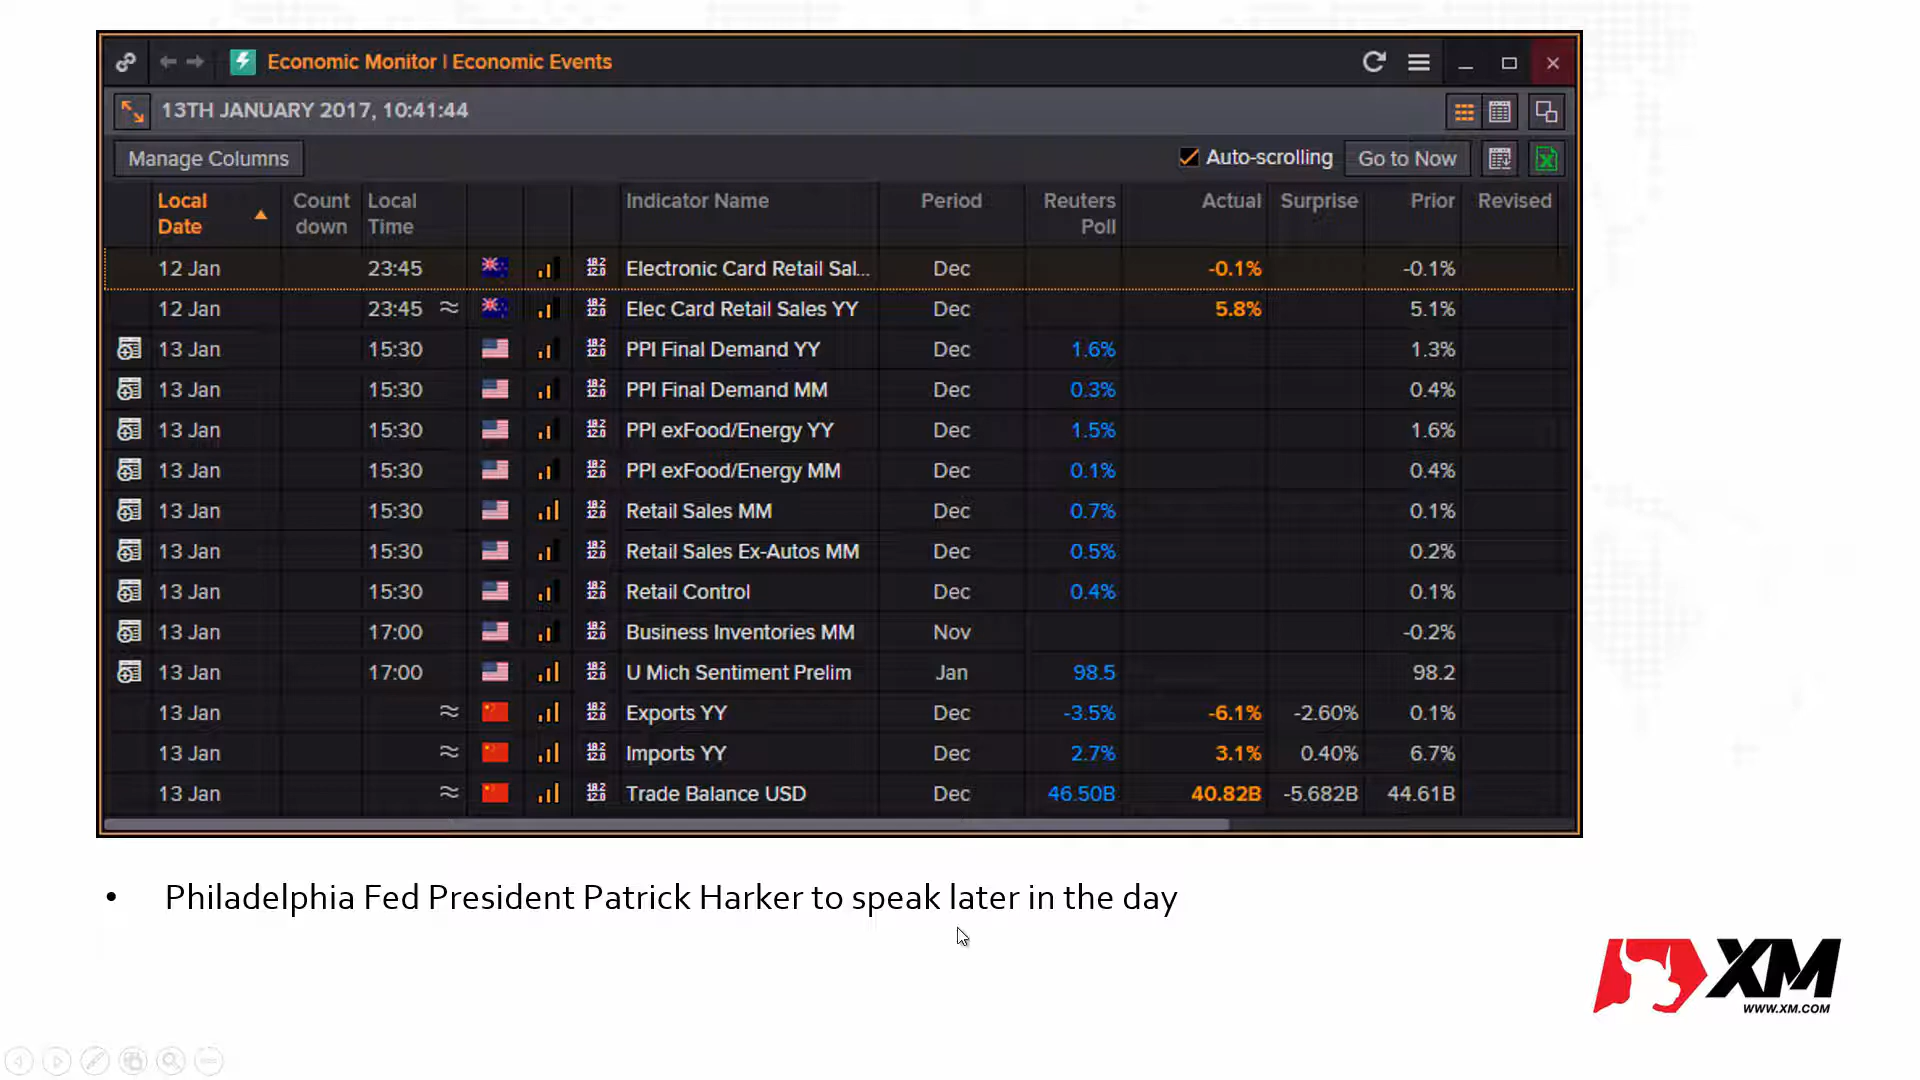 Economic Monitor | Economic Events
13TH JANUARY 2017, 10:41:44
Manage Columns Auto-scrolling Go to Now
Local Date Count down Local Time Indicator Name Period Reuters Poll Actual Surprise Prior Revised
12 Jan 23:45 Electronic Card Retail Sal... Dec -0.1% -0.1%
12 Jan 23:45 ≈ Elec Card Retail Sales YY Dec 5.8% 5.1%
13 Jan 15:30 PPI Final Demand YY Dec 1.6% 1.3%
13 Jan 15:30 PPI Final Demand MM Dec 0.3% 0.4%
13 Jan 15:30 PPI exFood/Energy YY Dec 1.5% 1.6%
13 Jan 15:30 PPI exFood/Energy MM Dec 0.1% 0.4%
13 Jan 15:30 Retail Sales MM Dec 0.7% 0.1%
13 Jan 15:30 Retail Sales Ex-Autos MM Dec 0.5% 0.2%
13 Jan 15:30 Retail Control Dec 0.4% 0.1%
13 Jan 17:00 Business Inventories MM Nov -0.2%
13 Jan 17:00 U Mich Sentiment Prelim Jan 98.5 98.2
13 Jan ≈ Exports YY Dec -3.5% -6.1% -2.60% 0.1%
13 Jan ≈ Imports YY Dec 2.7% 3.1% 0.40% 6.7%
13 Jan ≈ Trade Balance USD Dec 46.50B 40.82B -5.682B 44.61B
• Philadelphia Fed President Patrick Harker to speak later in the day
XM
WWW.XM.COM